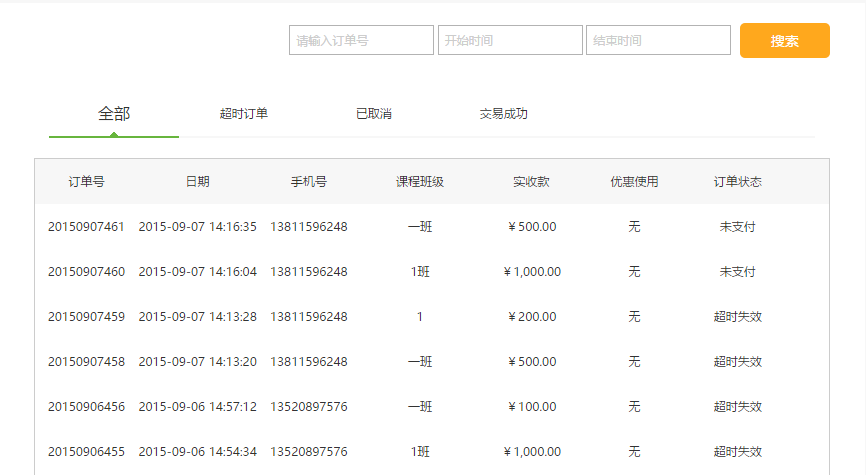 请输入订单号 开始时间 结束时间 搜索
全部 超时订单 已取消 交易成功
订单号 日期 手机号 课程班级 实收款 优惠使用 订单状态
20150907461 2015-09-07 14:16:35 13811596248 一班 ￥500.00 无 未支付
20150907460 2015-09-07 14:16:04 13811596248 1班 ￥1,000.00 无 未支付
20150907459 2015-09-07 14:13:28 13811596248 1 ￥200.00 无 超时失效
20150907458 2015-09-07 14:13:20 13811596248 一班 ￥500.00 无 超时失效
20150906456 2015-09-06 14:57:12 13520897576 一班 ￥100.00 无 超时失效
20150906455 2015-09-06 14:54:34 13520897576 1班 ￥1,000.00 无 超时失效